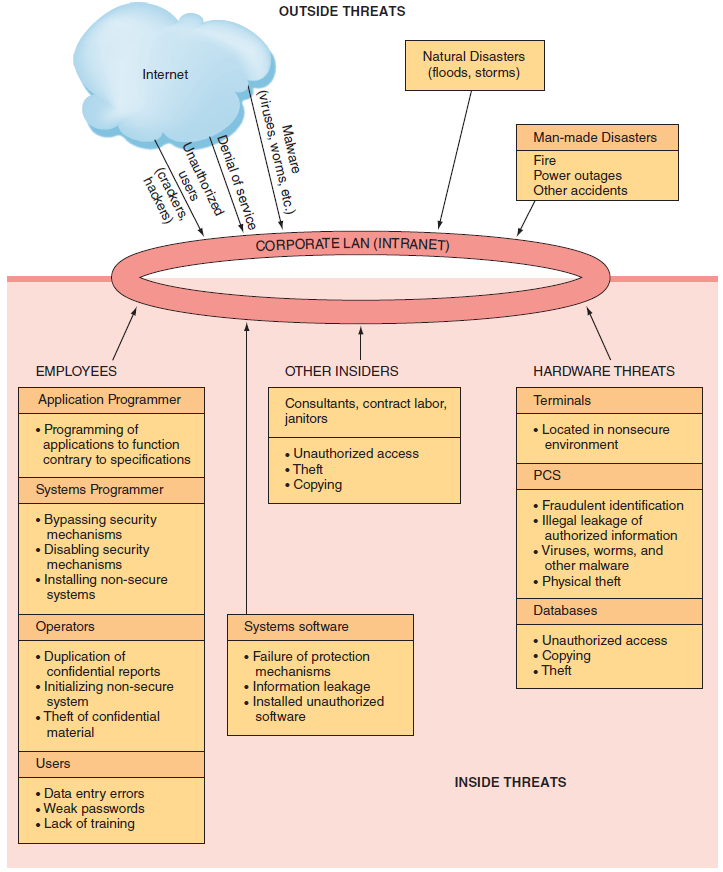 OUTSIDE THREATS
Internet
Natural Disasters
(floods, storms)
Man-made Disasters
Fire
Power outages
Other accidents
Malware
(viruses, worms, etc.)
Denial of service
Unauthorized
users
(crackers,
hackers)
CORPORATE LAN (INTRANET)
EMPLOYEES
Application Programmer
• Programming of
applications to function
contrary to specifications
Systems Programmer
• Bypassing security
mechanisms
• Disabling security
mechanisms
• Installing non-secure
systems
Operators
• Duplication of
confidential reports
• Initializing non-secure
system
• Theft of confidential
material
Users
• Data entry errors
• Weak passwords
• Lack of training
Systems software
• Failure of protection
mechanisms
• Information leakage
• Installed unauthorized
software
OTHER INSIDERS
Consultants, contract labor,
janitors
• Unauthorized access
• Theft
• Copying
HARDWARE THREATS
Terminals
• Located in nonsecure
environment
PCS
• Fraudulent identification
• Illegal leakage of
authorized information
• Viruses, worms, and
other malware
• Physical theft
Databases
• Unauthorized access
• Copying
• Theft
INSIDE THREATS